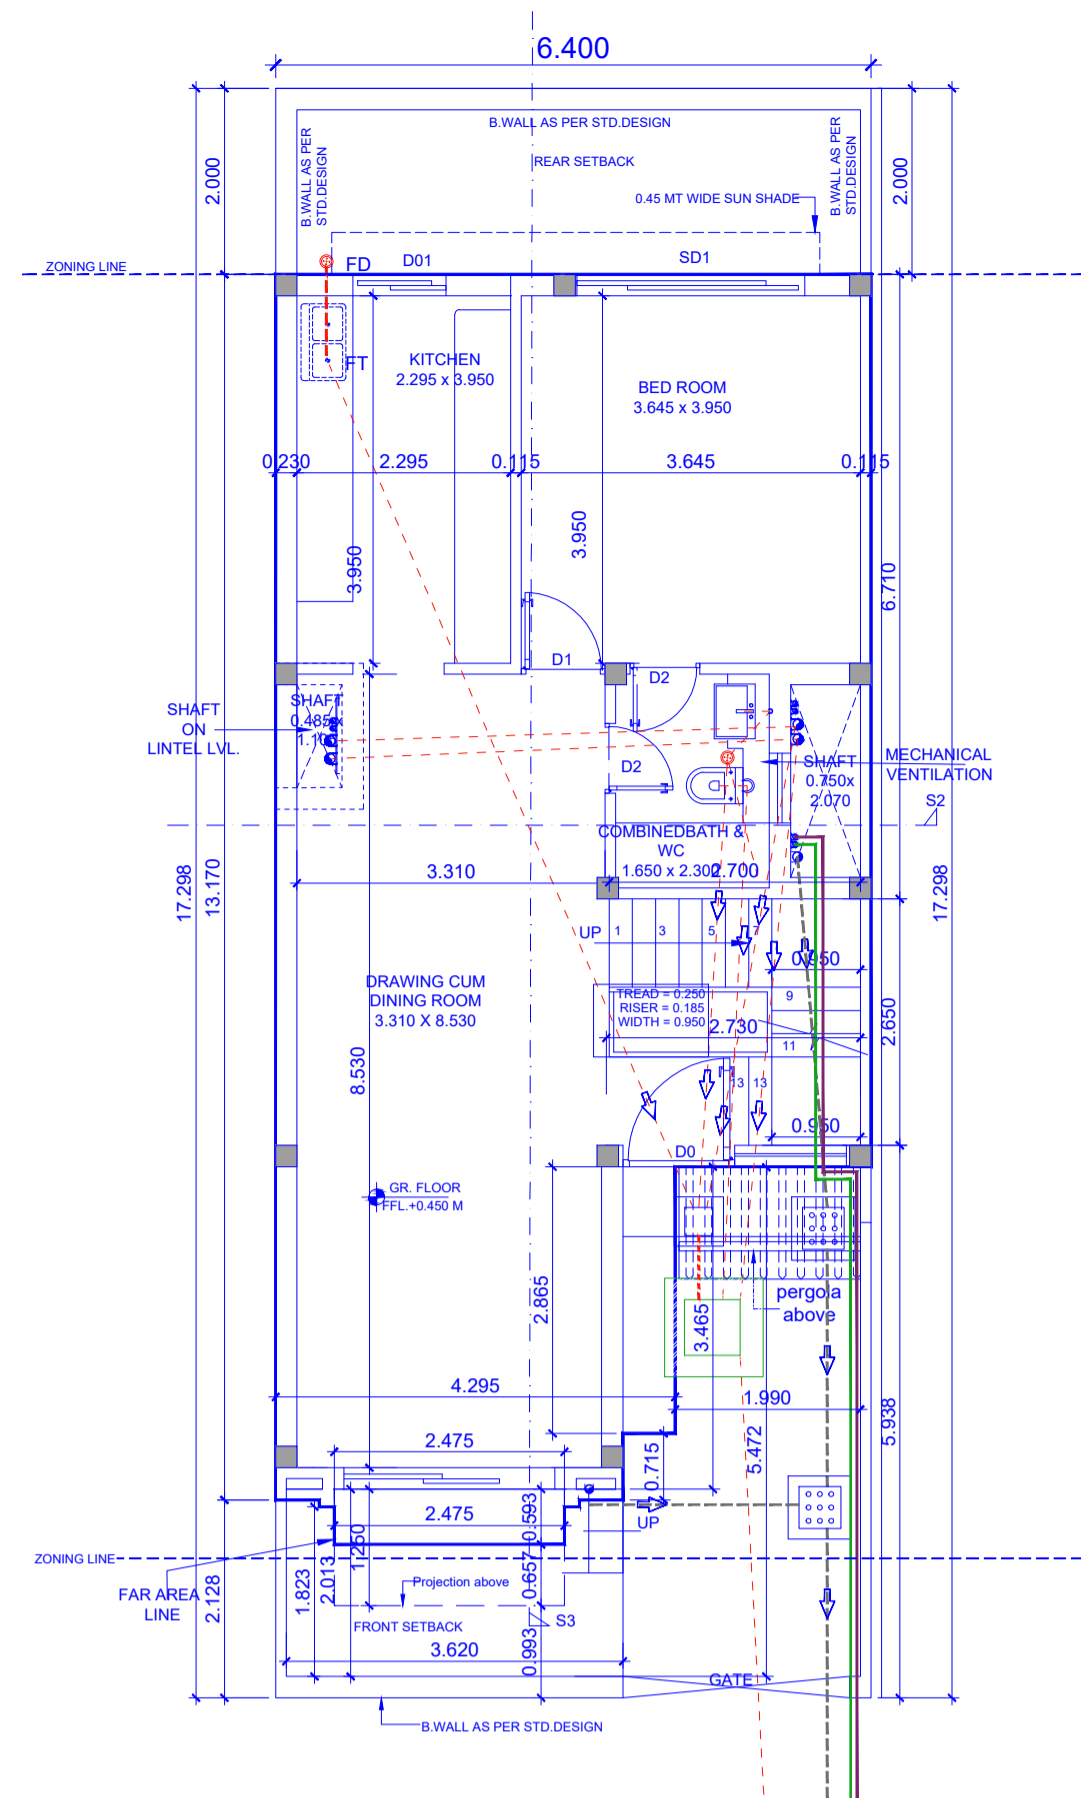 6.400
B.WALL AS PER STD.DESIGN
B.WALL AS PER
STD.DESIGN
B.WALL AS PER
STD.DESIGN
REAR SETBACK
2.000
2.000
0.45 MT WIDE SUN SHADE
ZONING LINE
FD
D01
SD1
FT
KITCHEN
2.295 x 3.950
BED ROOM
3.645 x 3.950
0.230
2.295
0.115
3.645
0.115
3.950
3.950
6.710
D1
D2
SHAFT
ON
LINTEL LVL.
SHAFT
0.485x
D2
SHAFT
0.750x
2.070
MECHANICAL
VENTILATION
S2
COMBINEDBATH &
WC
1.650 x 2.300
2.700
3.310
17.298
13.170
17.298
UP
1
3
5
7
0.950
DRAWING CUM
DINING ROOM
3.310 X 8.530
TREAD = 0.250
RISER = 0.185
WIDTH = 0.950
2.730
9
11
2.650
8.530
13
13
0.950
D0
GR. FLOOR
FFL.+0.450 M
2.865
3.465
pergola
above
4.295
1.990
5.938
2.475
0.715
5.472
2.475
0.593
UP
1.250
ZONING LINE
FAR AREA
LINE
2.128
1.823
2.013
0.657
Projection above
S3
FRONT SETBACK
3.620
0.993
GATE
B.WALL AS PER STD.DESIGN